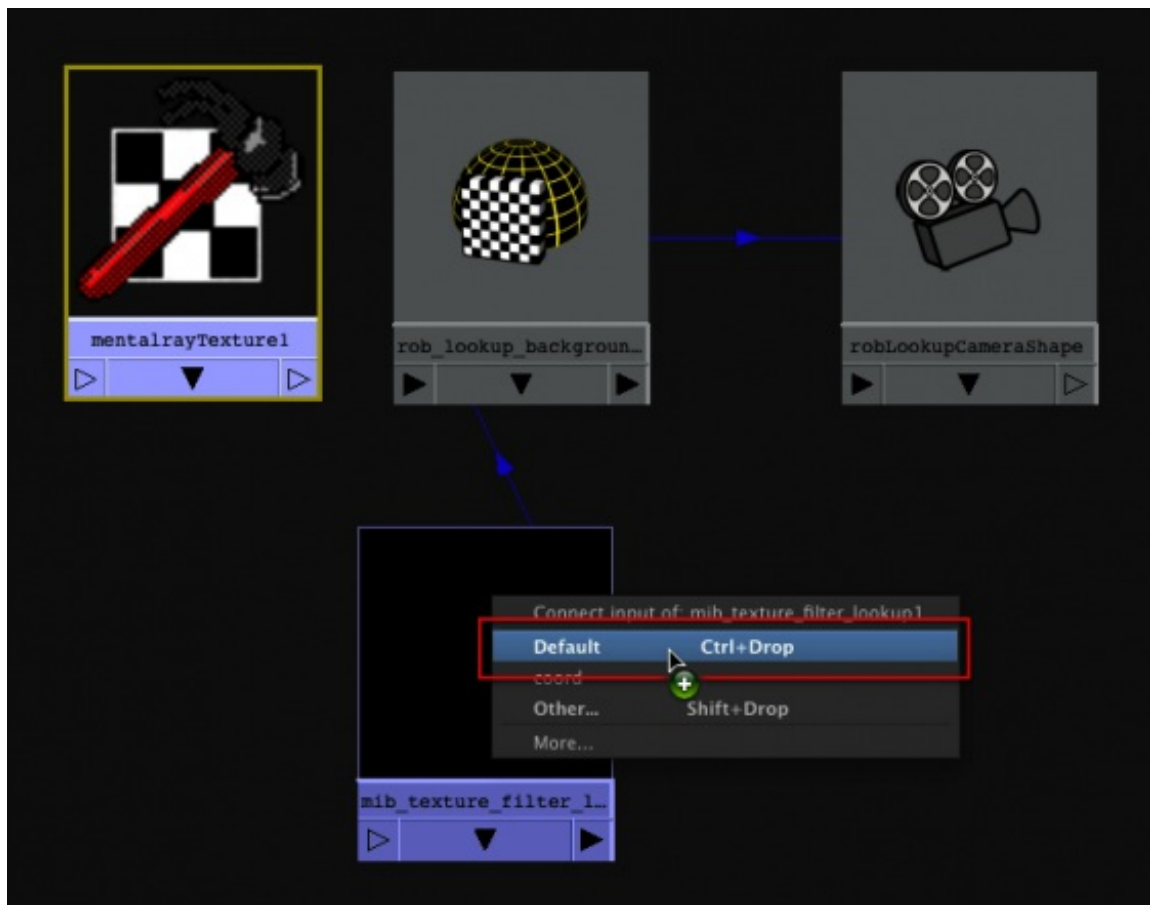 mentalrayTexture1
rob_lookup_backgroun...
robLookupCameraShape
Connect input of: mib_texture_filter_lookup1
Default Ctrl+Drop
coord
Other... Shift+Drop
More...
mib_texture_filter_l...